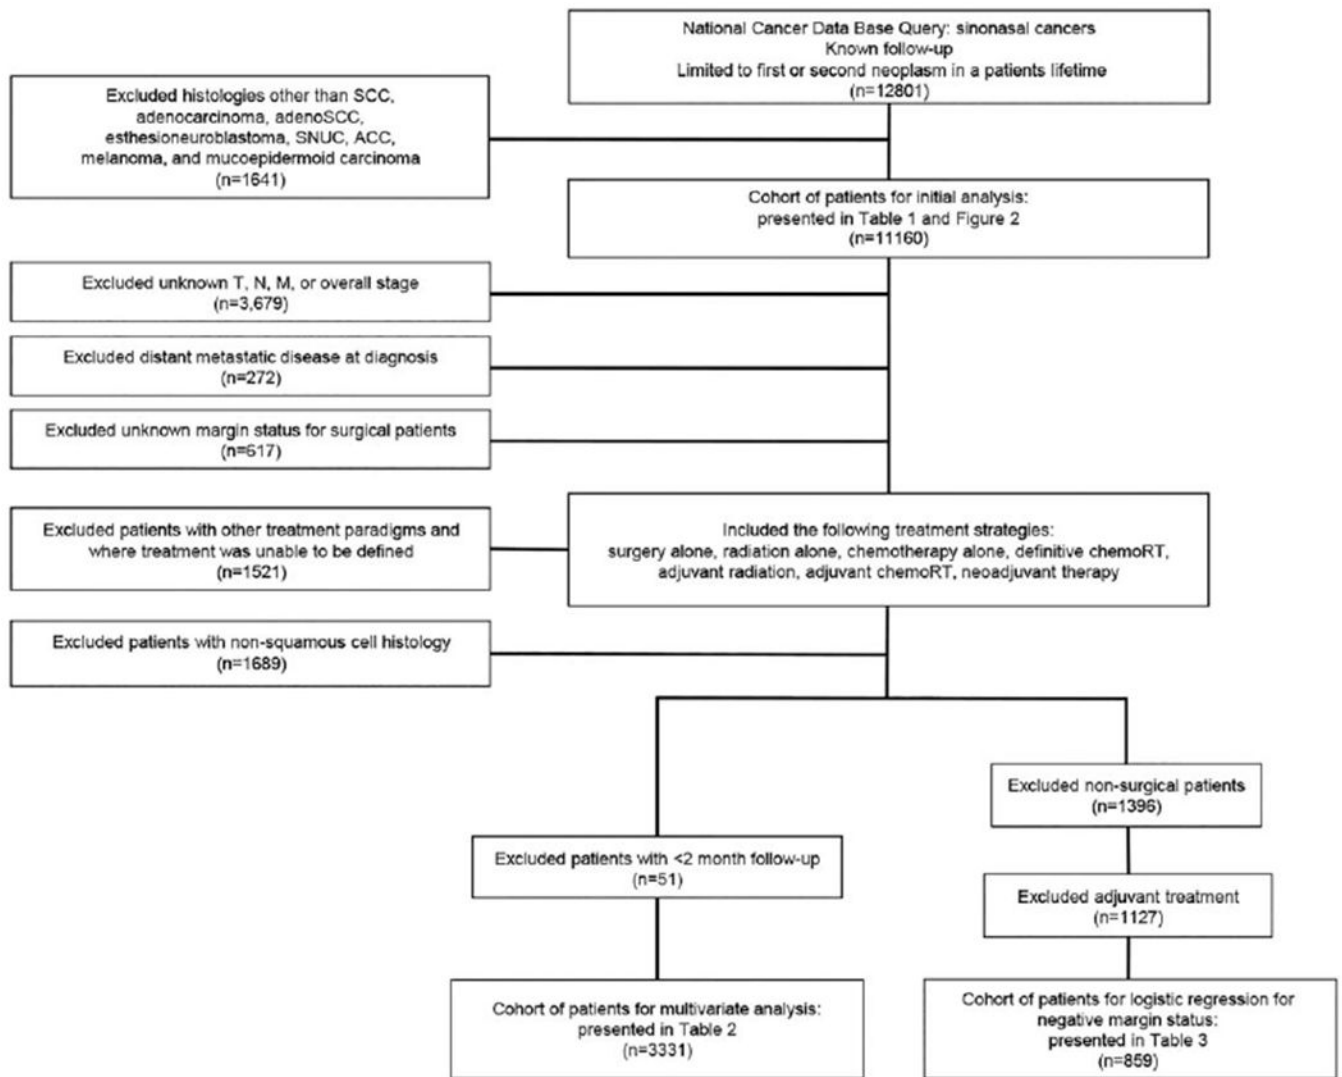 National Cancer Data Base Query: sinonasal cancers
Known follow-up
Limited to first or second neoplasm in a patients lifetime
(n=12801)
Excluded histologies other than SCC,
adenocarcinoma, adenoSCC,
esthesioneuroblastoma, SNUC, ACC,
melanoma, and mucoepidermoid carcinoma
(n=1641)
Cohort of patients for initial analysis:
presented in Table 1 and Figure 2
(n=11160)
Excluded unknown T, N, M, or overall stage
(n=3,679)
Excluded distant metastatic disease at diagnosis
(n=272)
Excluded unknown margin status for surgical patients
(n=617)
Excluded patients with other treatment paradigms and
where treatment was unable to be defined
(n=1521)
Included the following treatment strategies:
surgery alone, radiation alone, chemotherapy alone, definitive chemoRT,
adjuvant radiation, adjuvant chemoRT, neoadjuvant therapy
Excluded patients with non-squamous cell histology
(n=1689)
Excluded non-surgical patients
(n=1396)
Excluded patients with <2 month follow-up
(n=51)
Excluded adjuvant treatment
(n=1127)
Cohort of patients for multivariate analysis:
presented in Table 2
(n=3331)
Cohort of patients for logistic regression for
negative margin status:
presented in Table 3
(n=859)